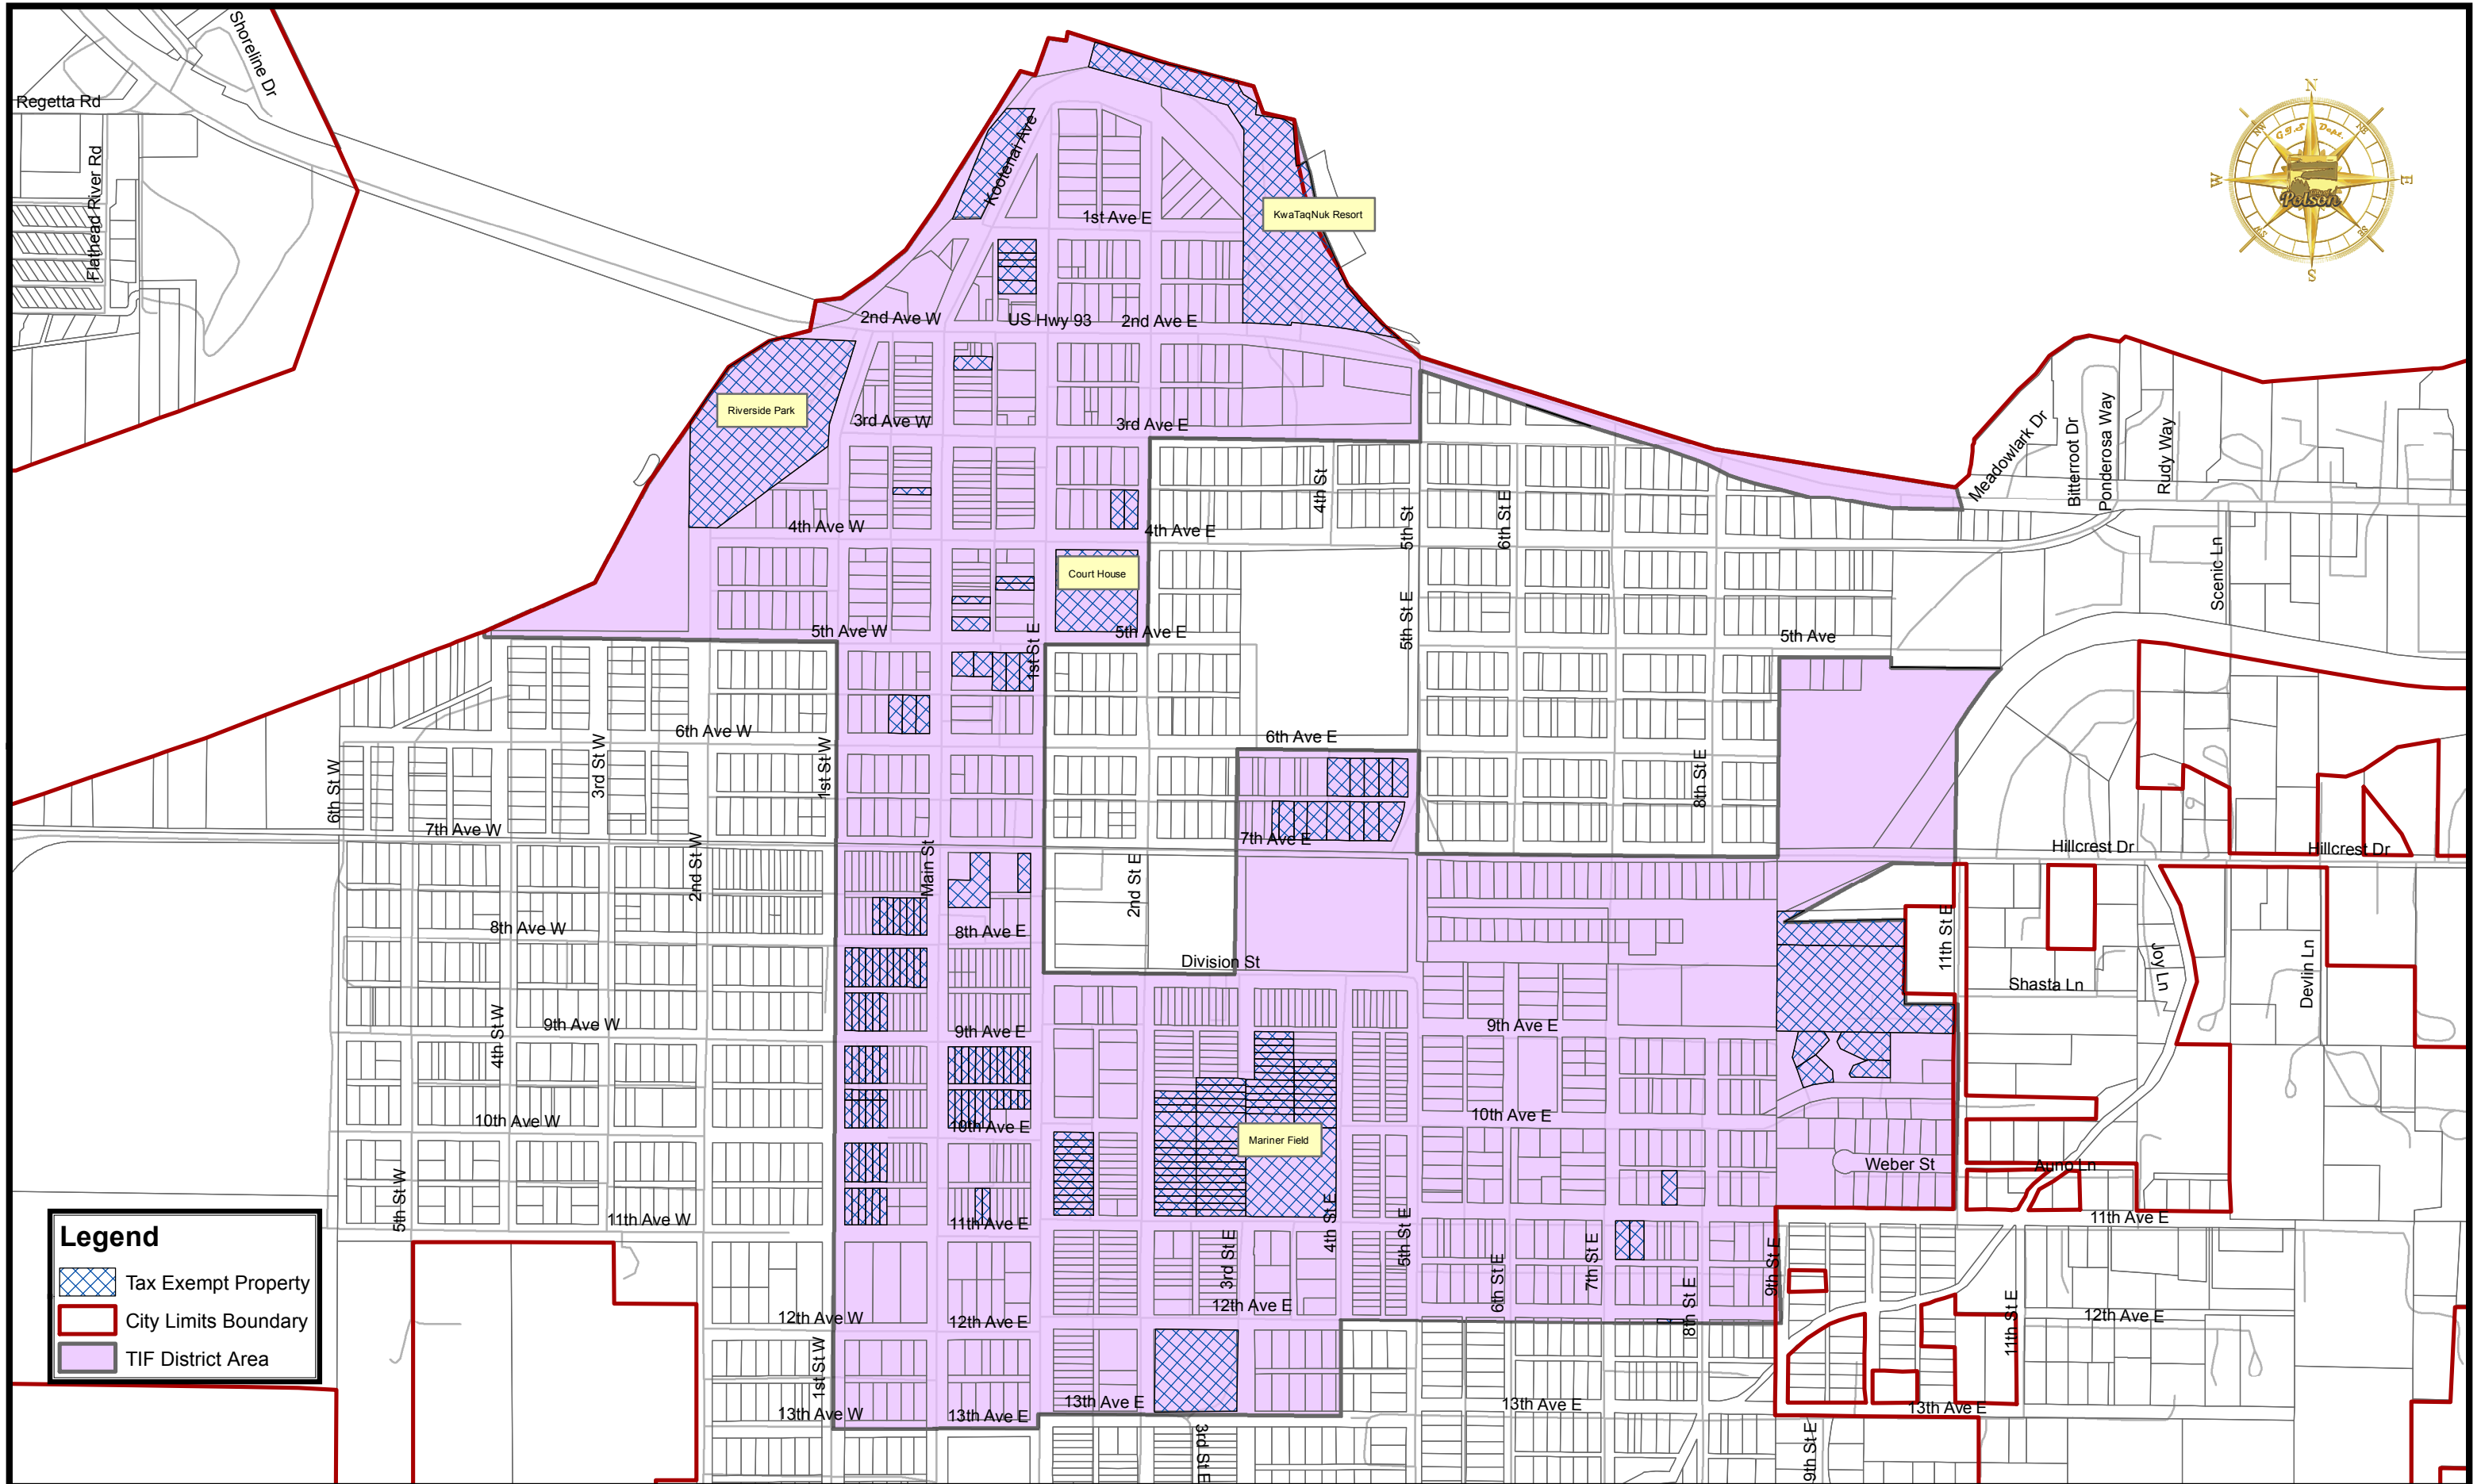 Shoreline Dr
Regetta Rd
Flathead River Rd
Kootenai Ave
N
NW
G.I.S Dept.
NE
W
E
Polson
SW
SE
S
KwaTaqNuk Resort
1st Ave E
2nd Ave W
US Hwy 93
2nd Ave E
Riverside Park
3rd Ave W
3rd Ave E
Meadowlark Dr
Bitterroot Dr
Ponderosa Way
Rudy Way
4th St
5th St
6th St E
4th Ave W
4th Ave E
Scenic Ln
Court House
5th Ave W
1st St E
5th Ave E
5th St E
5th Ave
6th St W
3rd St W
6th Ave W
1st St W
6th Ave E
8th St E
7th Ave W
7th Ave E
Hillcrest Dr
Hillcrest Dr
2nd St W
Main St
2nd St E
8th Ave W
8th Ave E
11th St E
Division St
Joy Ln
Devlin Ln
Shasta Ln
4th St W
9th Ave W
9th Ave E
9th Ave E
10th Ave W
10th Ave E
10th Ave E
Mariner Field
Weber St
Auno Ln
5th St W
11th Ave W
11th Ave E
4th St E
5th St E
11th Ave E
3rd St E
6th St E
7th St E
8th St E
9th St E
11th St E
12th Ave W
12th Ave E
12th Ave E
12th Ave E
1st St W
13th Ave W
13th Ave E
13th Ave E
13th Ave E
13th Ave E
3rd St E
9th St E
Legend
Tax Exempt Property
City Limits Boundary
TIF District Area